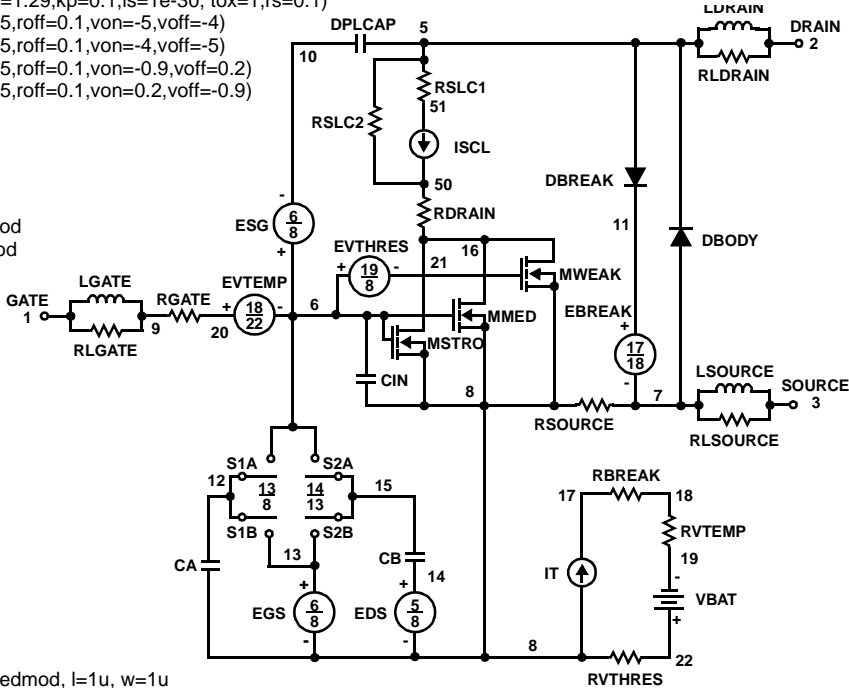 =1.29,kp=0.1,is=1e-30, tox=1,rs=0.1)
5,roff=0.1,von=-5,voff=-4)
5,roff=0.1,von=-4,voff=-5)
5,roff=0.1,von=-0.9,voff=0.2)
5,roff=0.1,von=0.2,voff=-0.9)
od
od
edmod, l=1u, w=1u
DPLCAP
5
10
LDRAIN
DRAIN
2
RLDRAIN
RSLC1
51
RSLC2
ISCL
50
RDRAIN
DBREAK
11
DBODY
-
ESG
6
8
+
EVTHRES
+
19
8
-
21
16
MWEAK
LGATE
GATE
1
RLGATE
9
RGATE
20
EVTEMP
+
18
22
-
6
MMED
MSTRO
CIN
8
EBREAK
+
17
18
-
7
RSOURCE
LSOURCE
SOURCE
3
RLSOURCE
12
S1A
13
8
S1B
S2A
14
13
S2B
15
13
CA
CB
14
+
EGS
6
8
-
+
EDS
5
8
-
8
17
RBREAK
18
RVTEMP
19
-
IT
VBAT
+
22
RVTHRES